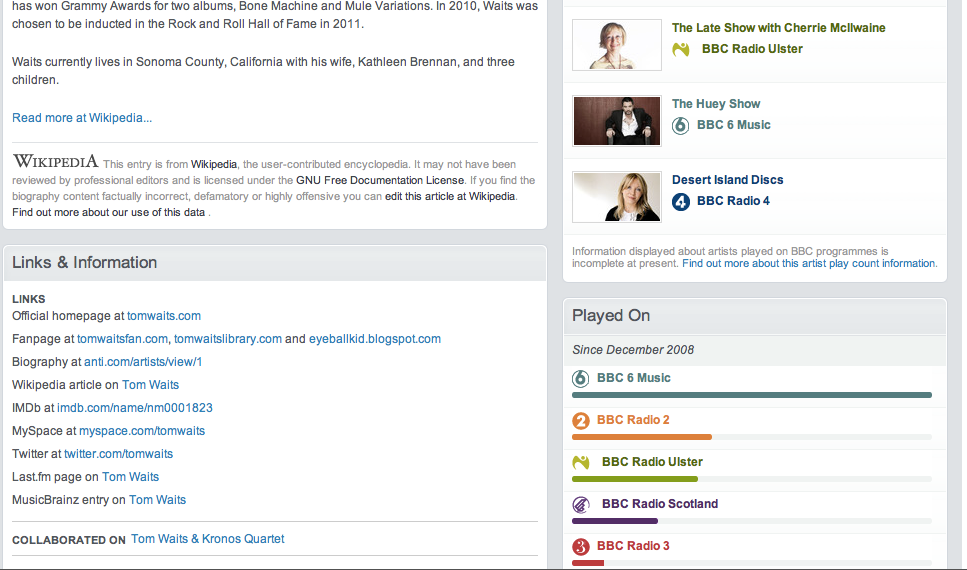 has won Grammy Awards for two albums, Bone Machine and Mule Variations. In 2010, Waits was
chosen to be inducted in the Rock and Roll Hall of Fame in 2011.
Waits currently lives in Sonoma County, California with his wife, Kathleen Brennan, and three
children.
Read more at Wikipedia...
WIKIPEDIA This entry is from Wikipedia, the user-contributed encyclopedia. It may not have been
reviewed by professional editors and is licensed under the GNU Free Documentation License. If you find the
biography content factually incorrect, defamatory or highly offensive you can edit this article at Wikipedia.
Find out more about our use of this data .
Links & Information
LINKS
Official homepage at tomwaits.com
Fanpage at tomwaitsfan.com, tomwaitslibrary.com and eyeballkid.blogspot.com
Biography at anti.com/artists/view/1
Wikipedia article on Tom Waits
IMDb at imdb.com/name/nm0001823
MySpace at myspace.com/tomwaits
Twitter at twitter.com/tomwaits
Last.fm page on Tom Waits
MusicBrainz entry on Tom Waits
COLLABORATED ON Tom Waits & Kronos Quartet
The Late Show with Cherrie McIlwaine
BBC Radio Ulster
The Huey Show
6 BBC 6 Music
Desert Island Discs
4 BBC Radio 4
Information displayed about artists played on BBC programmes is
incomplete at present. Find out more about this artist play count information.
Played On
Since December 2008
6 BBC 6 Music
2 BBC Radio 2
BBC Radio Ulster
BBC Radio Scotland
3 BBC Radio 3